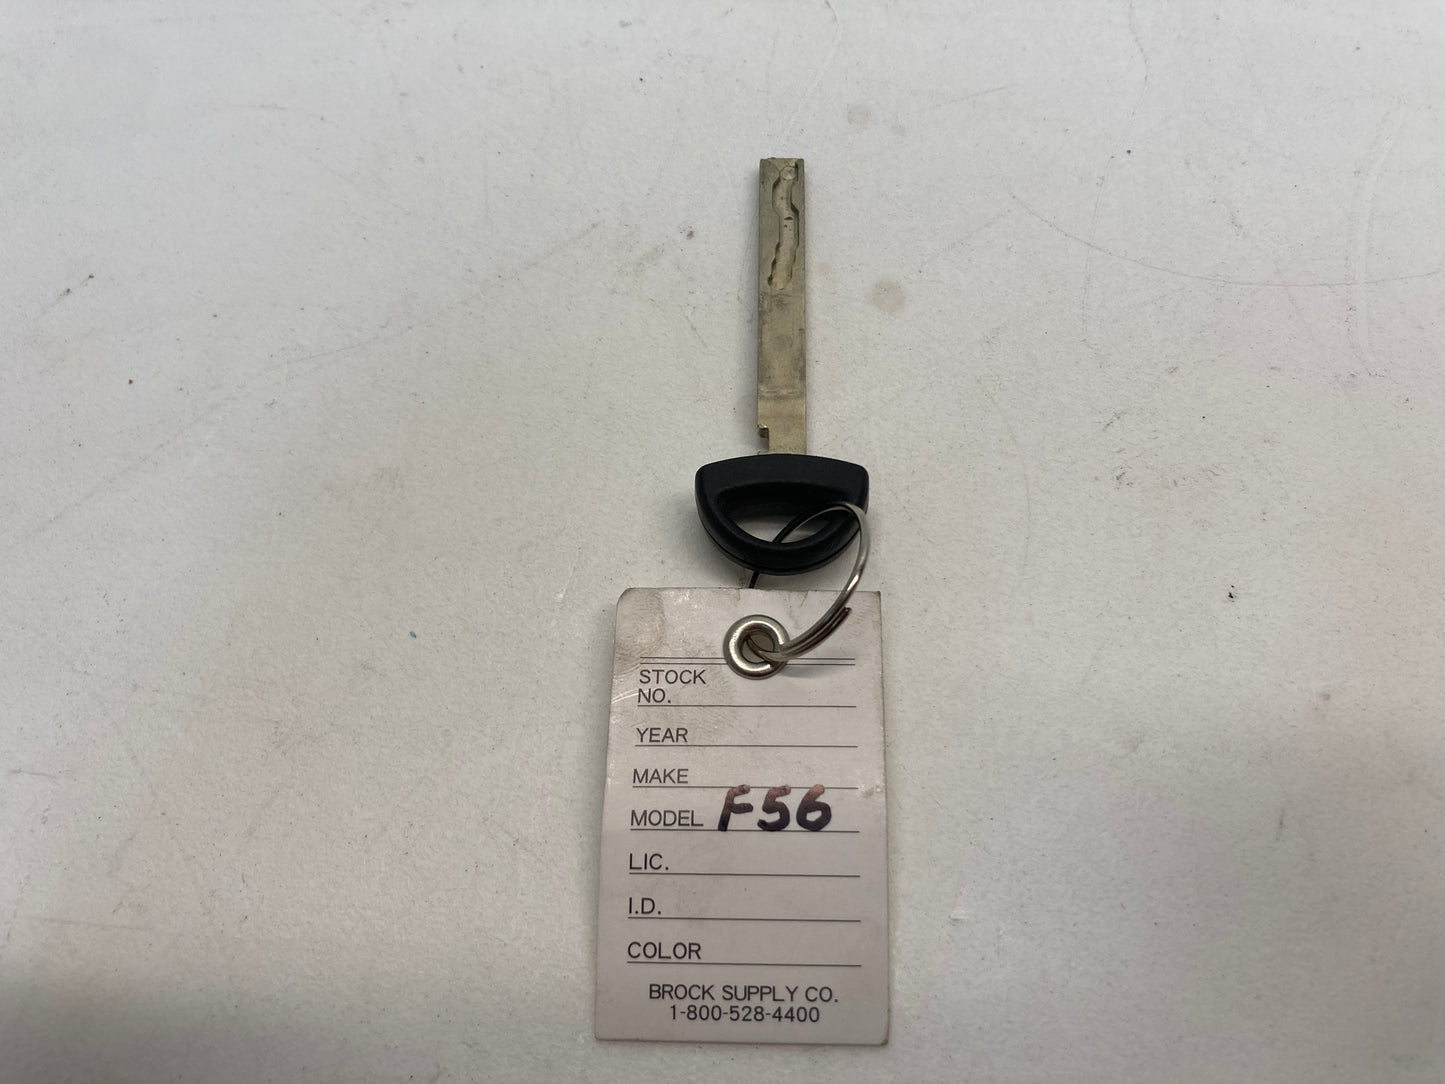 STOCK
NO.
YEAR
MAKE
MODEL F56
LIC.
I.D.
COLOR
BROCK SUPPLY CO.
1-800-528-4400